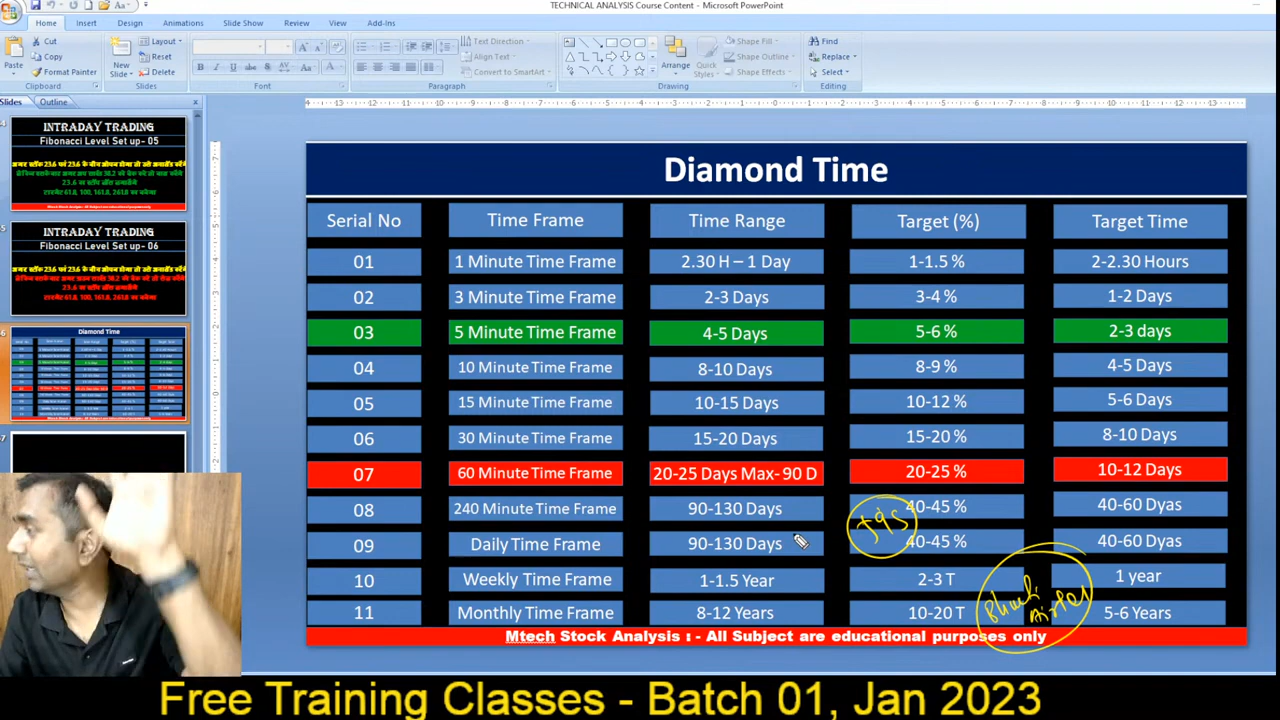 TECHNICAL ANALYSIS Course Content - Microsoft PowerPoint
Home Insert Design Animations Slide Show Review View Add-Ins
Paste Cut Copy Format Painter
Clipboard
New Slide Layout Reset Delete
Slides
Font
Text Direction Align Text Convert to SmartArt
Paragraph
Arrange Quick Styles Shape Fill Shape Outline Shape Effects
Drawing
Find Replace Select
Editing
Slides Outline
INTRADAY TRADING
Fibonacci Level Set up- 05
INTRADAY TRADING
Fibonacci Level Set up- 06
Diamond Time
Diamond Time
Serial No Time Frame Time Range Target (%) Target Time
01 1 Minute Time Frame 2.30 H – 1 Day 1-1.5 % 2-2.30 Hours
02 3 Minute Time Frame 2-3 Days 3-4 % 1-2 Days
03 5 Minute Time Frame 4-5 Days 5-6 % 2-3 days
04 10 Minute Time Frame 8-10 Days 8-9 % 4-5 Days
05 15 Minute Time Frame 10-15 Days 10-12 % 5-6 Days
06 30 Minute Time Frame 15-20 Days 15-20 % 8-10 Days
07 60 Minute Time Frame 20-25 Days Max- 90 D 20-25 % 10-12 Days
08 240 Minute Time Frame 90-130 Days 40-45 % 40-60 Dyas
09 Daily Time Frame 90-130 Days 40-45 % 40-60 Dyas
10 Weekly Time Frame 1-1.5 Year 2-3 T 1 year
11 Monthly Time Frame 8-12 Years 10-20 T 5-6 Years
Mtech Stock Analysis : - All Subject are educational purposes only
Free Training Classes - Batch 01, Jan 2023